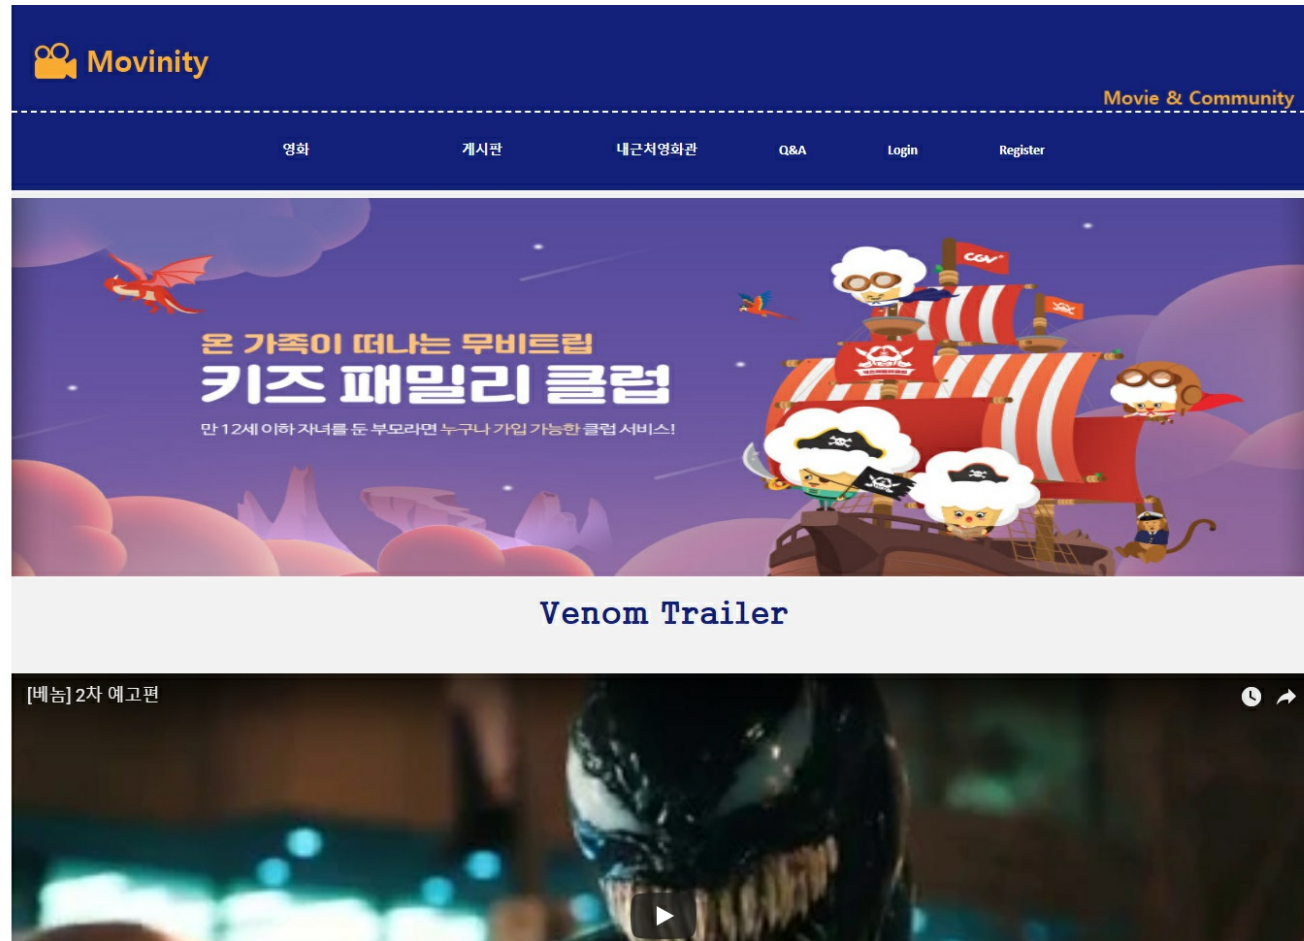 Movinity
Movie & Community
영화 게시판 내근처영화관 Q&A Login Register
CGV
온 가족이 떠나는 무비트립
키즈 패밀리 클럽
만 12세 이하 자녀를 둔 부모라면 누구나 가입 가능한 클럽 서비스!
Venom Trailer
[베놈] 2차 예고편